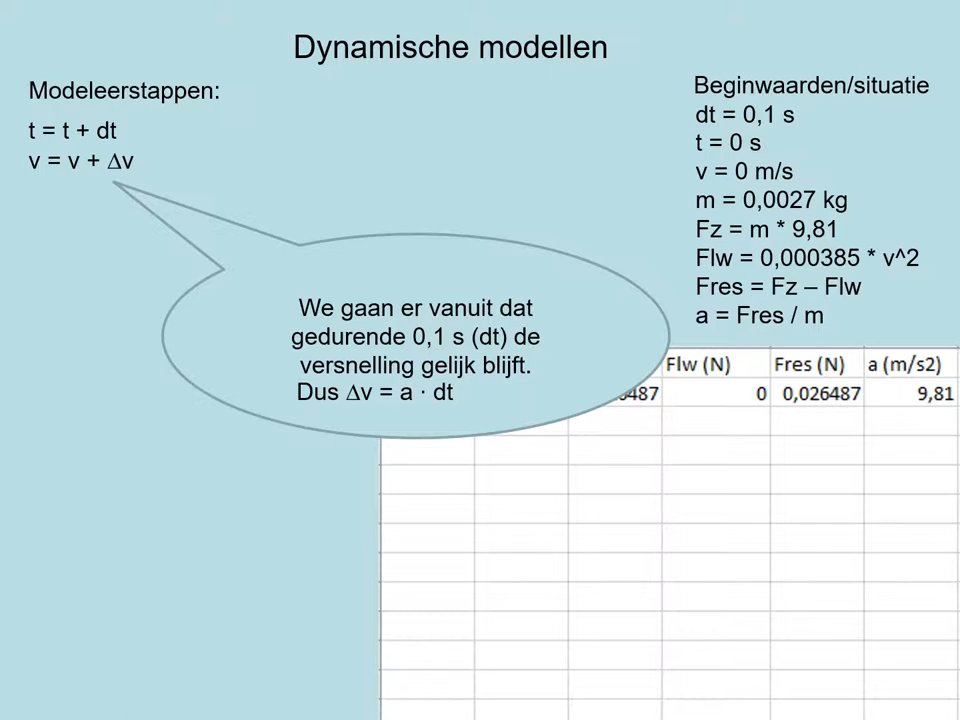 Dynamische modellen
Modeleerstappen:
t = t + dt
v = v + ∆v
Beginwaarden/situatie
dt = 0,1 s
t = 0 s
v = 0 m/s
m = 0,0027 kg
Fz = m * 9,81
Flw = 0,000385 * v^2
Fres = Fz – Flw
a = Fres / m
We gaan er vanuit dat
gedurende 0,1 s (dt) de
versnelling gelijk blijft.
Dus ∆v = a · dt
Flw (N) Fres (N) a (m/s2)
0 0,026487 9,81